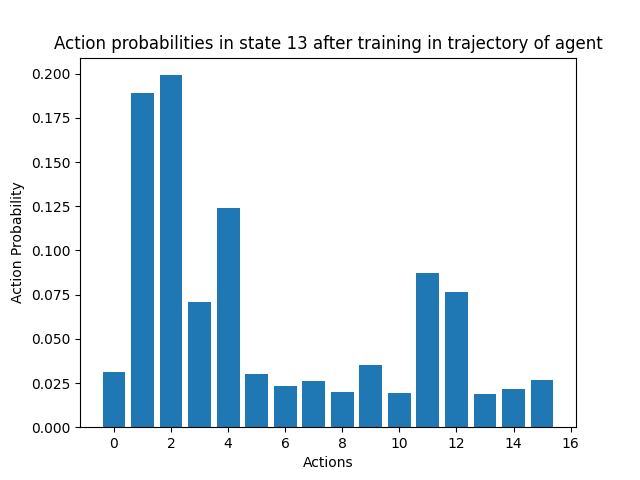 Action probabilities in state 13 after training in trajectory of agent
0.200
0.175
0.150
0.125
0.100
0.075
0.050
0.025
0.000
Action Probability
0 2 4 6 8 10 12 14 16
Actions